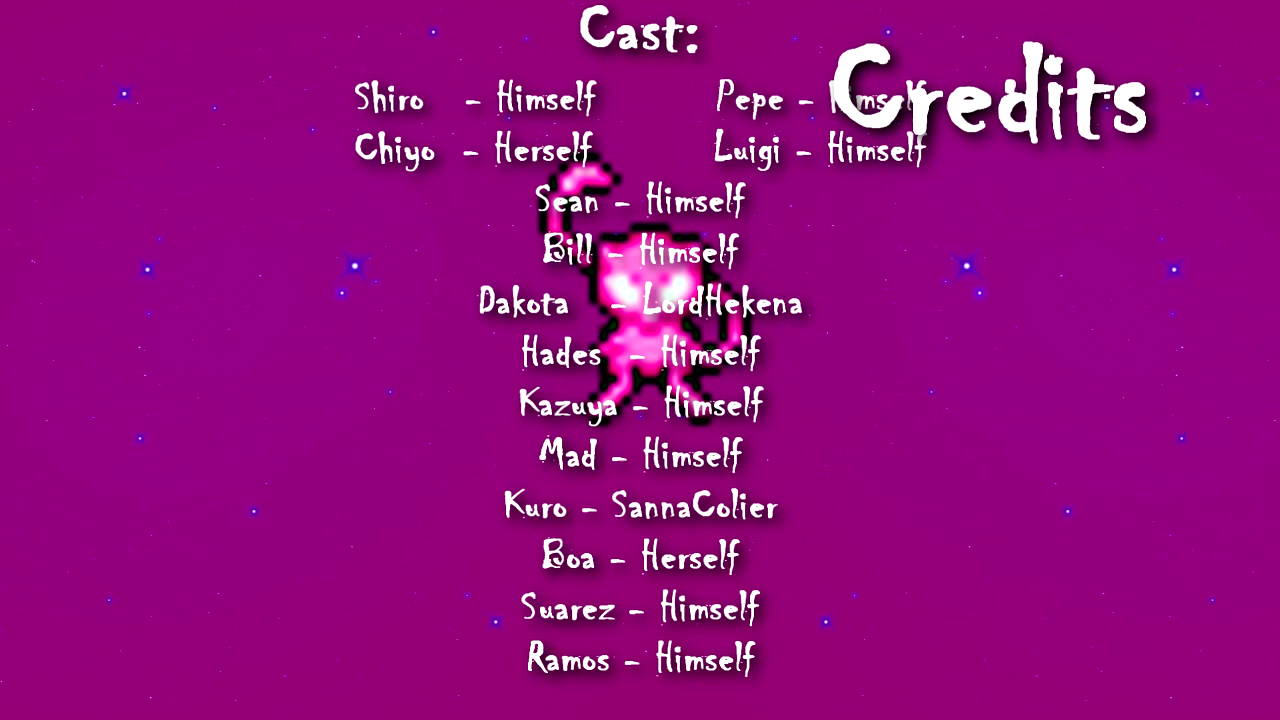 Cast:
Credits
Shiro - Himself Pepe - Himself
Chiyo - Herself Luigi - Himself
Sean - Himself
Bill - Himself
Dakota - LordHekena
Hades - Himself
Kazuya - Himself
Mad - Himself
Kuro - SannaColier
Boa - Herself
Suarez - Himself
Ramos - Himself